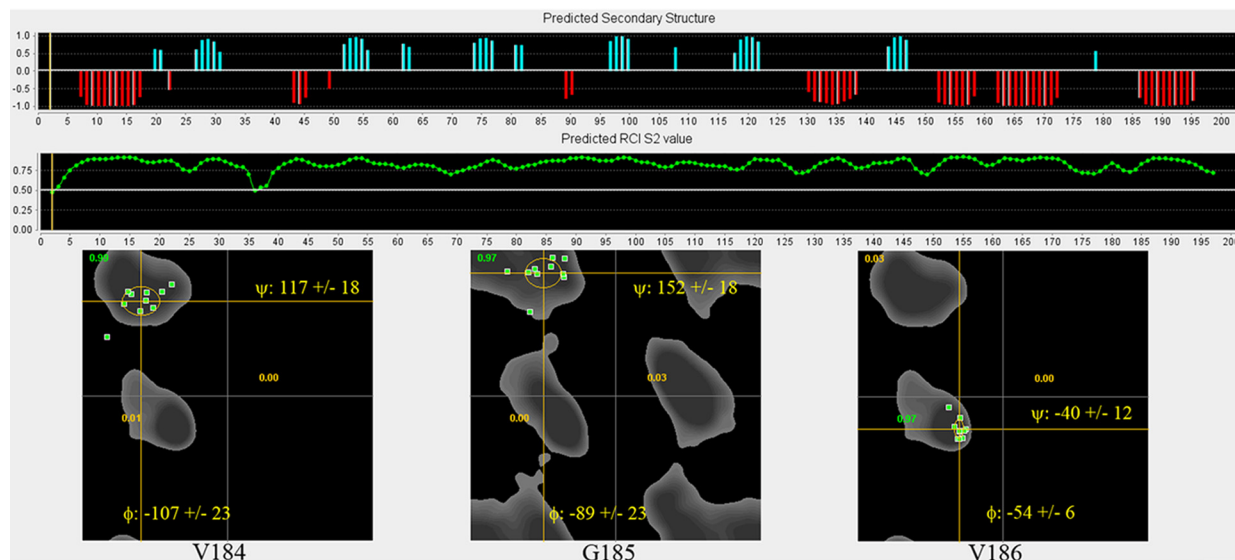 Predicted Secondary Structure
1.0
0.5
0.0
-0.5
-1.0
0 5 10 15 20 25 30 35 40 45 50 55 60 65 70 75 80 85 90 95 100 105 110 115 120 125 130 135 140 145 150 155 160 165 170 175 180 185 190 195 200
Predicted RCI S2 value
0.75
0.50
0.25
0.00
0 5 10 15 20 25 30 35 40 45 50 55 60 65 70 75 80 85 90 95 100 105 110 115 120 125 130 135 140 145 150 155 160 165 170 175 180 185 190 195 200
0.97 0.03
ψ: 117 +/- 18 ψ: 152 +/- 18
0.00 0.03 0.00
0.01 0.00 0.97 ψ: -40 +/- 12
ϕ: -107 +/- 23 ϕ: -89 +/- 23 ϕ: -54 +/- 6
V184 G185 V186